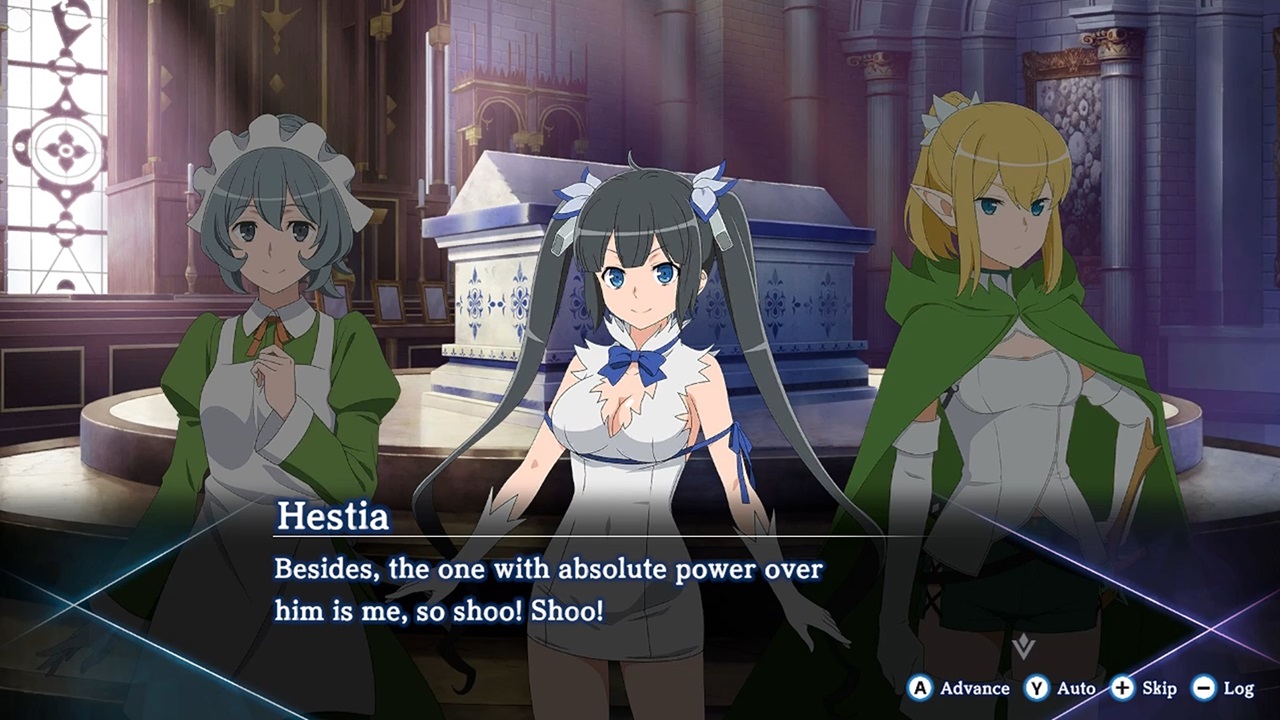 Hestia
Besides, the one with absolute power over
him is me, so shoo! Shoo!
A Advance Y Auto + Skip − Log